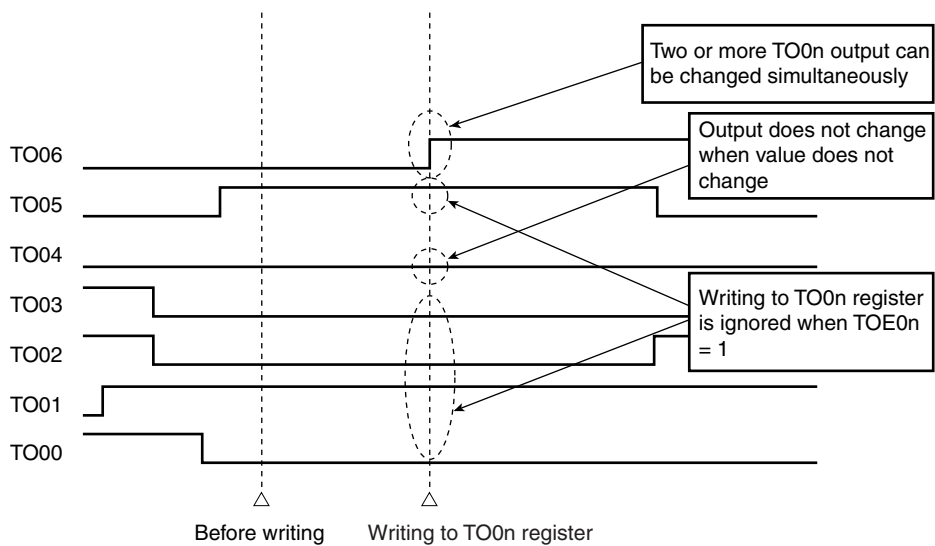 Two or more TO0n output can
be changed simultaneously
Output does not change
when value does not
change
TO06
TO05
TO04
TO03
TO02
TO01
TO00
Writing to TO0n register
is ignored when TOE0n
= 1
Before writing
Writing to TO0n register